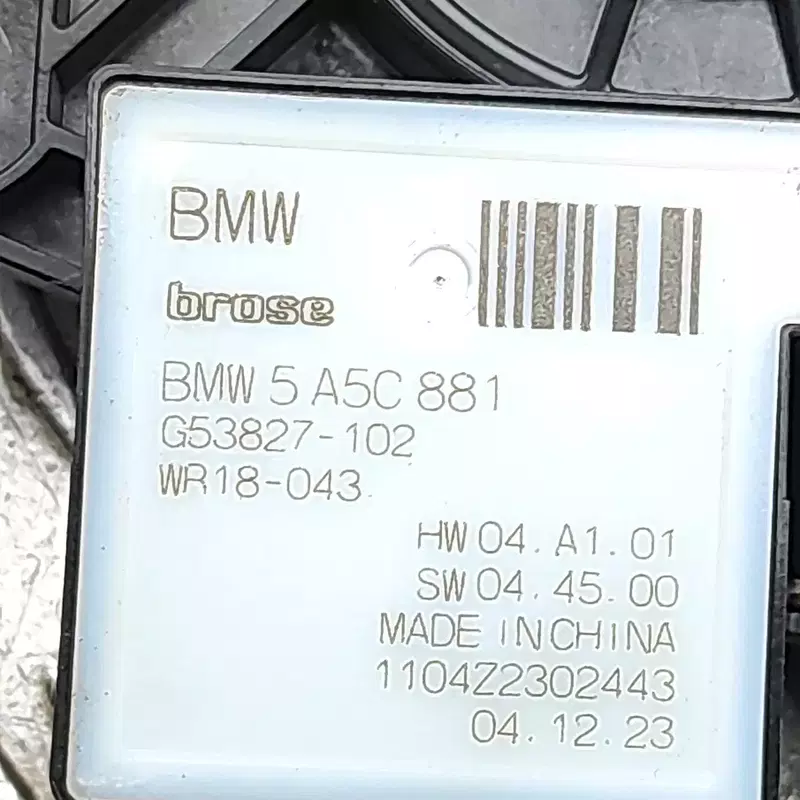 BMW
brose
BMW 5 A5C 881
G53827-102
WR18-043
HW 04.A1.01
SW 04.45.00
MADE IN CHINA
1104Z2302443
04.12.23